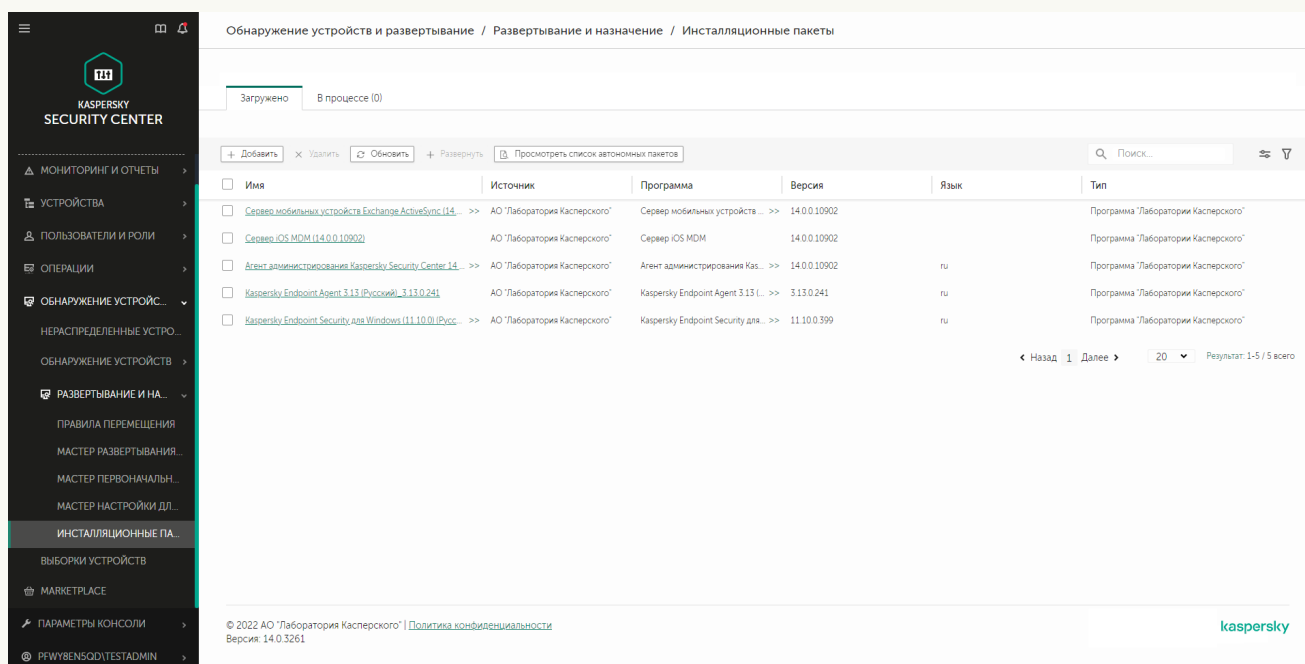 Обнаружение устройств и развертывание / Развертывание и назначение / Инсталляционные пакеты
KASPERSKY
SECURITY CENTER
МОНИТОРИНГ И ОТЧЕТЫ
УСТРОЙСТВА
ПОЛЬЗОВАТЕЛИ И РОЛИ
ОПЕРАЦИИ
ОБНАРУЖЕНИЕ УСТРОЙС...
НЕРАСПРЕДЕЛЕННЫЕ УСТРО...
ОБНАРУЖЕНИЕ УСТРОЙСТВ
РАЗВЕРТЫВАНИЕ И НА...
ПРАВИЛА ПЕРЕМЕЩЕНИЯ
МАСТЕР РАЗВЕРТЫВАНИЯ...
МАСТЕР ПЕРВОНАЧАЛЬН...
МАСТЕР НАСТРОЙКИ ДЛ...
ИНСТАЛЛЯЦИОННЫЕ ПА...
ВЫБОРКИ УСТРОЙСТВ
MARKETPLACE
ПАРАМЕТРЫ КОНСОЛИ
PFWY8EN5QD\TESTADMIN
Загружено В процессе (0)
+ Добавить × Удалить Обновить + Развернуть Просмотреть список автономных пакетов Поиск...
Имя Источник Программа Версия Язык Тип
Сервер мобильных устройств Exchange ActiveSync (14.... >> АО "Лаборатория Касперского" Сервер мобильных устройств ... >> 14.0.0.10902 Программа "Лаборатории Касперского"
Сервер iOS MDM (14.0.0.10902) АО "Лаборатория Касперского" Сервер iOS MDM 14.0.0.10902 Программа "Лаборатории Касперского"
Агент администрирования Kaspersky Security Center 14.... >> АО "Лаборатория Касперского" Агент администрирования Kas... >> 14.0.0.10902 ru Программа "Лаборатории Касперского"
Kaspersky Endpoint Agent 3.13 (Русский)_3.13.0.241 АО "Лаборатория Касперского" Kaspersky Endpoint Agent 3.13 (... >> 3.13.0.241 ru Программа "Лаборатории Касперского"
Kaspersky Endpoint Security для Windows (11.10.0) (Русс... >> АО "Лаборатория Касперского" Kaspersky Endpoint Security для... >> 11.10.0.399 ru Программа "Лаборатории Касперского"
Назад 1 Далее 20 Результат: 1-5 / 5 всего
© 2022 АО "Лаборатория Касперского" | Политика конфиденциальности
Версия: 14.0.3261
kaspersky